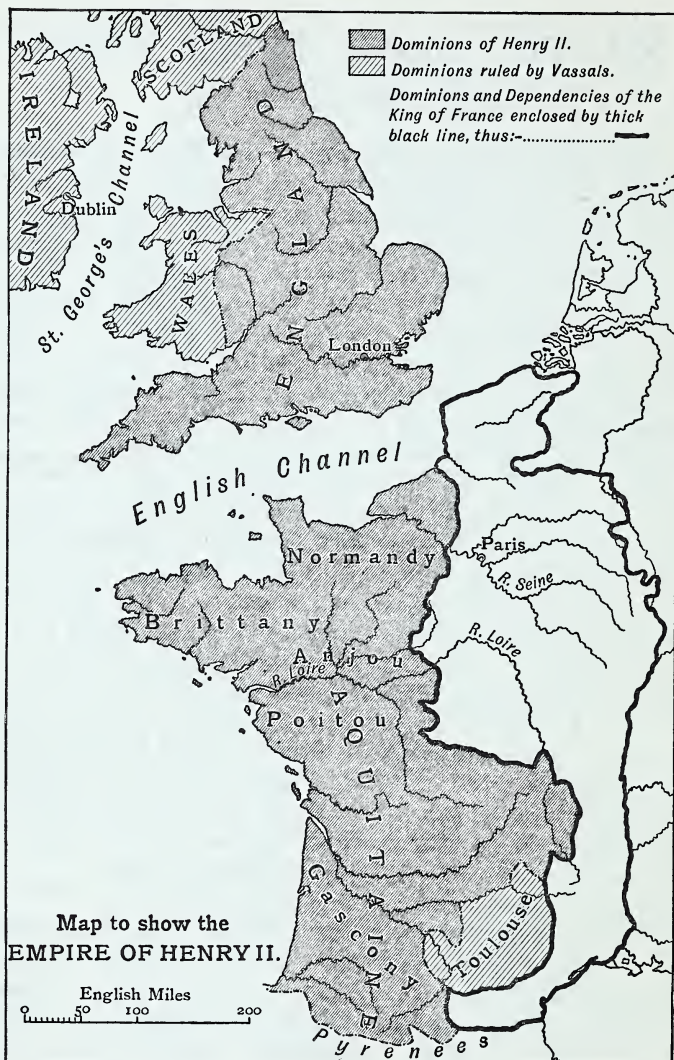 Dominions of Henry II.
Dominions ruled by Vassals.
Dominions and Dependencies of the
King of France enclosed by thick
black line, thus:-....................
SCOTLAND
IRELAND
Dublin
St. George's Channel
WALES
ENGLAND
London
English Channel
Normandy
Paris
R. Seine
Brittany
Anjou
R. Loire
R. Loire
Poitou
AQUITAINE
Gascony
Toulouse
Pyrenees
Map to show the
EMPIRE OF HENRY II.
English Miles
0 50 100 200